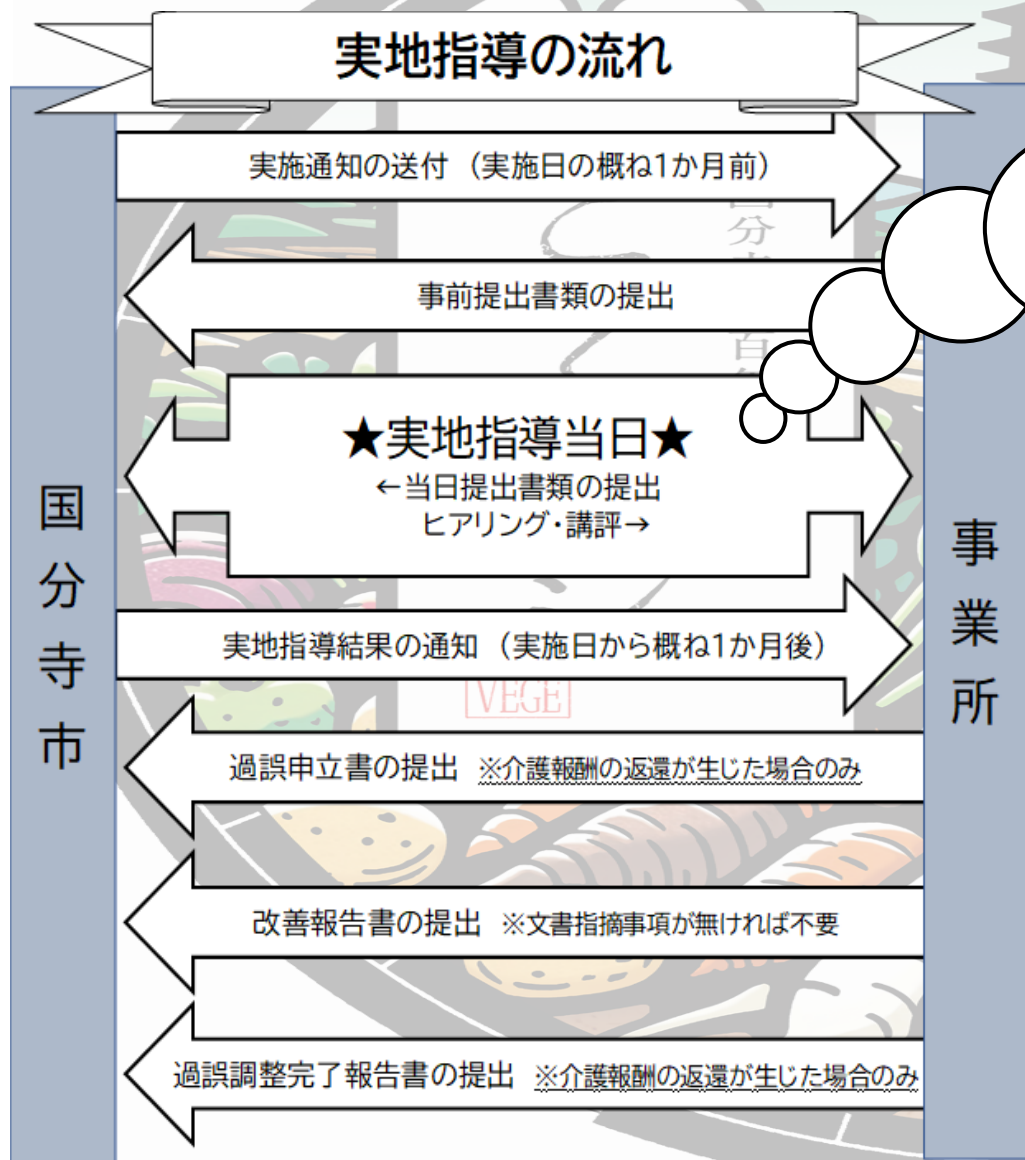 実地指導の流れ
実施通知の送付 （実施日の概ね1か月前）
事前提出書類の提出
★実地指導当日★
←当日提出書類の提出
ヒアリング・講評→
実地指導結果の通知 （実施日から概ね1か月後）
過誤申立書の提出 ※介護報酬の返還が生じた場合のみ
改善報告書の提出 ※文書指摘事項が無ければ不要
過誤調整完了報告書の提出 ※介護報酬の返還が生じた場合のみ
国分寺市
事業所
VEGE